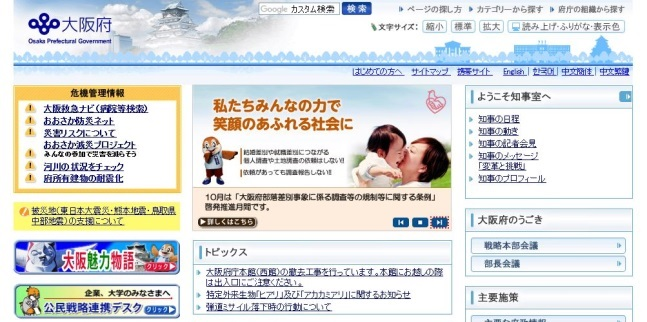 大阪府
Osaka Prefectural Government
Google カスタム検索
検索
ページの探し方
カテゴリーから探す
府庁の組織から探す
文字サイズ：
縮小
標準
拡大
読み上げ・ふりがな・表示色
はじめての方へ
サイトマップ
携帯サイト
English
한국어
中文简体
中文繁體
危機管理情報
大阪救急ナビ（病院等検索）
おおさか防災ネット
災害リスクについて
おおさか減災プロジェクト
みんなの参加で災害を減らそう
河川の状況をチェック
府所有建物の耐震化
被災地（東日本大震災・熊本地震・鳥取県
中部地震）の支援について
大阪魅力物語
クリック
企業、大学のみなさまへ
公民戦略連携デスク
クリック
私たちみんなの力で
笑顔のあふれる社会に
結婚差別や就職差別につながる
個人調査や土地調査の依頼はしない!!
依頼があっても調査報告しない!!
10月は「大阪府部落差別事象に係る調査等の規制等に関する条例」
啓発推進月間です。
詳しくはこちら
トピックス
大阪府庁本館（西館）の撤去工事を行っています。本館にお越しの際
は出入口にご注意ください。
特定外来生物「ヒアリ」及び「アカカミアリ」に関するお知らせ
弾道ミサイル落下時の行動について
ようこそ知事室へ
知事の日程
知事の動き
知事の記者会見
知事のメッセージ
「変革と挑戦」
知事のプロフィール
大阪府のうごき
戦略本部会議
部長会議
主要施策